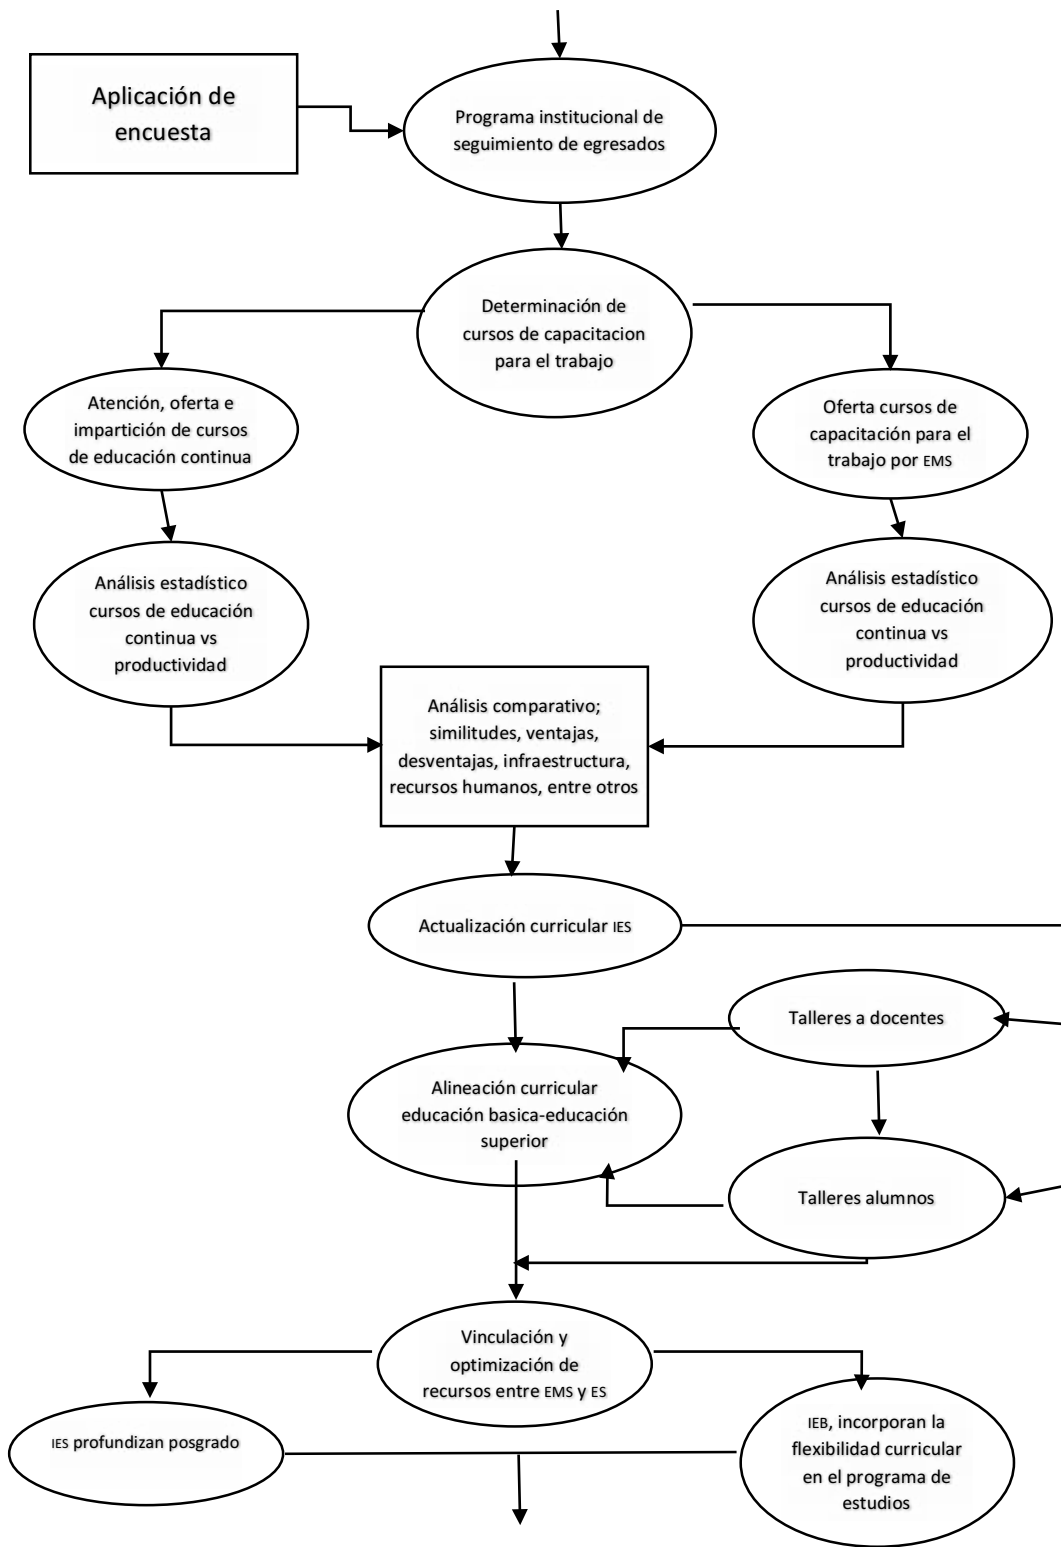 Aplicación de
encuesta
Programa institucional de
seguimiento de egresados
Determinación de
cursos de capacitacion
para el trabajo
Atención, oferta e
impartición de cursos
de educación continua
Oferta cursos de
capacitación para el
trabajo por EMS
Análisis estadístico
cursos de educación
continua vs
productividad
Análisis estadístico
cursos de educación
continua vs
productividad
Análisis comparativo;
similitudes, ventajas,
desventajas, infraestructura,
recursos humanos, entre otros
Actualización curricular IES
Talleres a docentes
Alineación curricular
educación basica-educación
superior
Talleres alumnos
Vinculación y
optimización de
recursos entre EMS y ES
IES profundizan posgrado
IEB, incorporan la
flexibilidad curricular
en el programa de
estudios